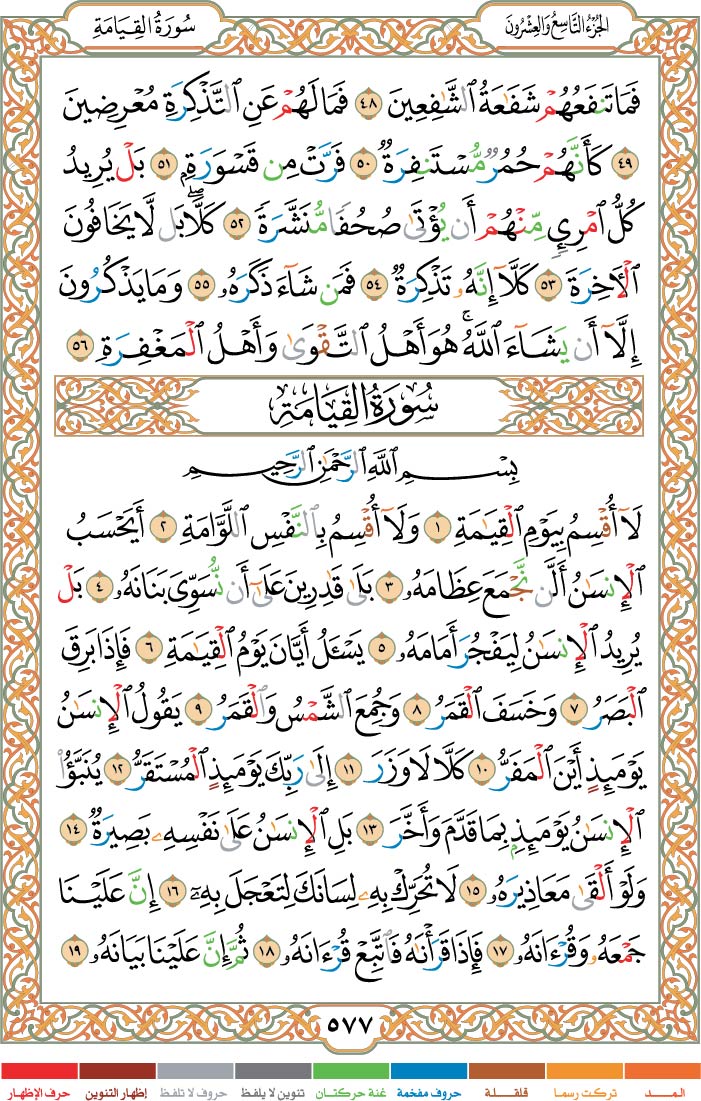 سُورَةُ القِيَامَةِ
الجُزْءُ التَّاسِعُ وَالعِشْرُونَ
فَمَا تَنفَعُهُمْ شَفَٰعَةُ ٱلشَّٰفِعِينَ ٤٨ فَمَا لَهُمْ عَنِ ٱلتَّذْكِرَةِ مُعْرِضِينَ
٤٩ كَأَنَّهُمْ حُمُرٌ مُّسْتَنفِرَةٌ ٥٠ فَرَّتْ مِن قَسْوَرَةٍۭ ٥١ بَلْ يُرِيدُ
كُلُّ ٱمْرِئٍ مِّنْهُمْ أَن يُؤْتَىٰ صُحُفًا مُّنَشَّرَةً ٥٢ كَلَّا ۖ بَل لَّا يَخَافُونَ
ٱلْـَٔاخِرَةَ ٥٣ كَلَّآ إِنَّهُۥ تَذْكِرَةٌ ٥٤ فَمَن شَآءَ ذَكَرَهُۥ ٥٥ وَمَا يَذْكُرُونَ
إِلَّآ أَن يَشَآءَ ٱللَّهُ ۚ هُوَ أَهْلُ ٱلتَّقْوَىٰ وَأَهْلُ ٱلْمَغْفِرَةِ ٥٦
سُورَةُ القِيَامَةِ
بِسْمِ ٱللَّهِ ٱلرَّحْمَٰنِ ٱلرَّحِيمِ
لَآ أُقْسِمُ بِيَوْمِ ٱلْقِيَٰمَةِ ١ وَلَآ أُقْسِمُ بِٱلنَّفْسِ ٱللَّوَّامَةِ ٢ أَيَحْسَبُ
ٱلْإِنسَٰنُ أَلَّن نَّجْمَعَ عِظَامَهُۥ ٣ بَلَىٰ قَٰدِرِينَ عَلَىٰٓ أَن نُّسَوِّىَ بَنَانَهُۥ ٤ بَلْ
يُرِيدُ ٱلْإِنسَٰنُ لِيَفْجُرَ أَمَامَهُۥ ٥ يَسْـَٔلُ أَيَّانَ يَوْمُ ٱلْقِيَٰمَةِ ٦ فَإِذَا بَرِقَ
ٱلْبَصَرُ ٧ وَخَسَفَ ٱلْقَمَرُ ٨ وَجُمِعَ ٱلشَّمْسُ وَٱلْقَمَرُ ٩ يَقُولُ ٱلْإِنسَٰنُ
يَوْمَئِذٍ أَيْنَ ٱلْمَفَرُّ ١٠ كَلَّا لَا وَزَرَ ١١ إِلَىٰ رَبِّكَ يَوْمَئِذٍ ٱلْمُسْتَقَرُّ ١٢ يُنَبَّؤُا۟
ٱلْإِنسَٰنُ يَوْمَئِذٍۭ بِمَا قَدَّمَ وَأَخَّرَ ١٣ بَلِ ٱلْإِنسَٰنُ عَلَىٰ نَفْسِهِۦ بَصِيرَةٌ ١٤
وَلَوْ أَلْقَىٰ مَعَاذِيرَهُۥ ١٥ لَا تُحَرِّكْ بِهِۦ لِسَانَكَ لِتَعْجَلَ بِهِۦٓ ١٦ إِنَّ عَلَيْنَا
جَمْعَهُۥ وَقُرْءَانَهُۥ ١٧ فَإِذَا قَرَأْنَٰهُ فَٱتَّبِعْ قُرْءَانَهُۥ ١٨ ثُمَّ إِنَّ عَلَيْنَا بَيَانَهُۥ ١٩
٥٧٧
المـد تركت رسما قلقلة حروف مفخمة غنة حركتان تنوين لا يلفظ حروف لا تلفظ إظهار التنوين حرف الإظهار